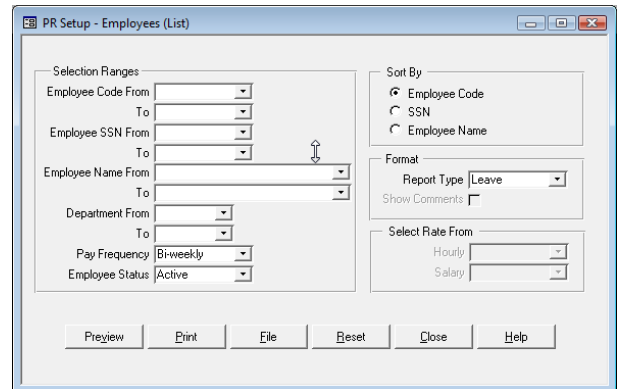 PR Setup - Employees (List)
Selection Ranges
Employee Code From
To
Employee SSN From
To
Employee Name From
To
Department From
To
Pay Frequency Bi-weekly
Employee Status Active
Sort By
Employee Code
SSN
Employee Name
Format
Report Type Leave
Show Comments
Select Rate From
Hourly
Salary
Preview Print File Reset Close Help